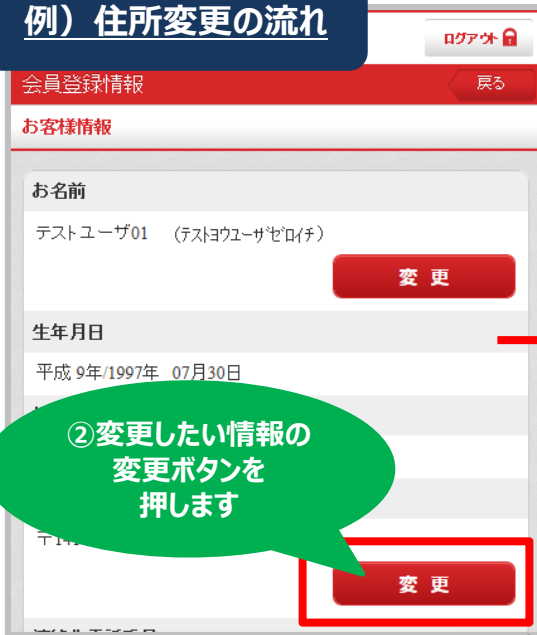 例）住所変更の流れ
ログアウト
会員登録情報
戻る
お客様情報
お名前
テストユーザ01 （ﾃｽﾄﾖｳﾕｰｻﾞｾﾞﾛｲﾁ）
変 更
生年月日
平成 9年/1997年 07月30日
②変更したい情報の
変更ボタンを
押します
変 更